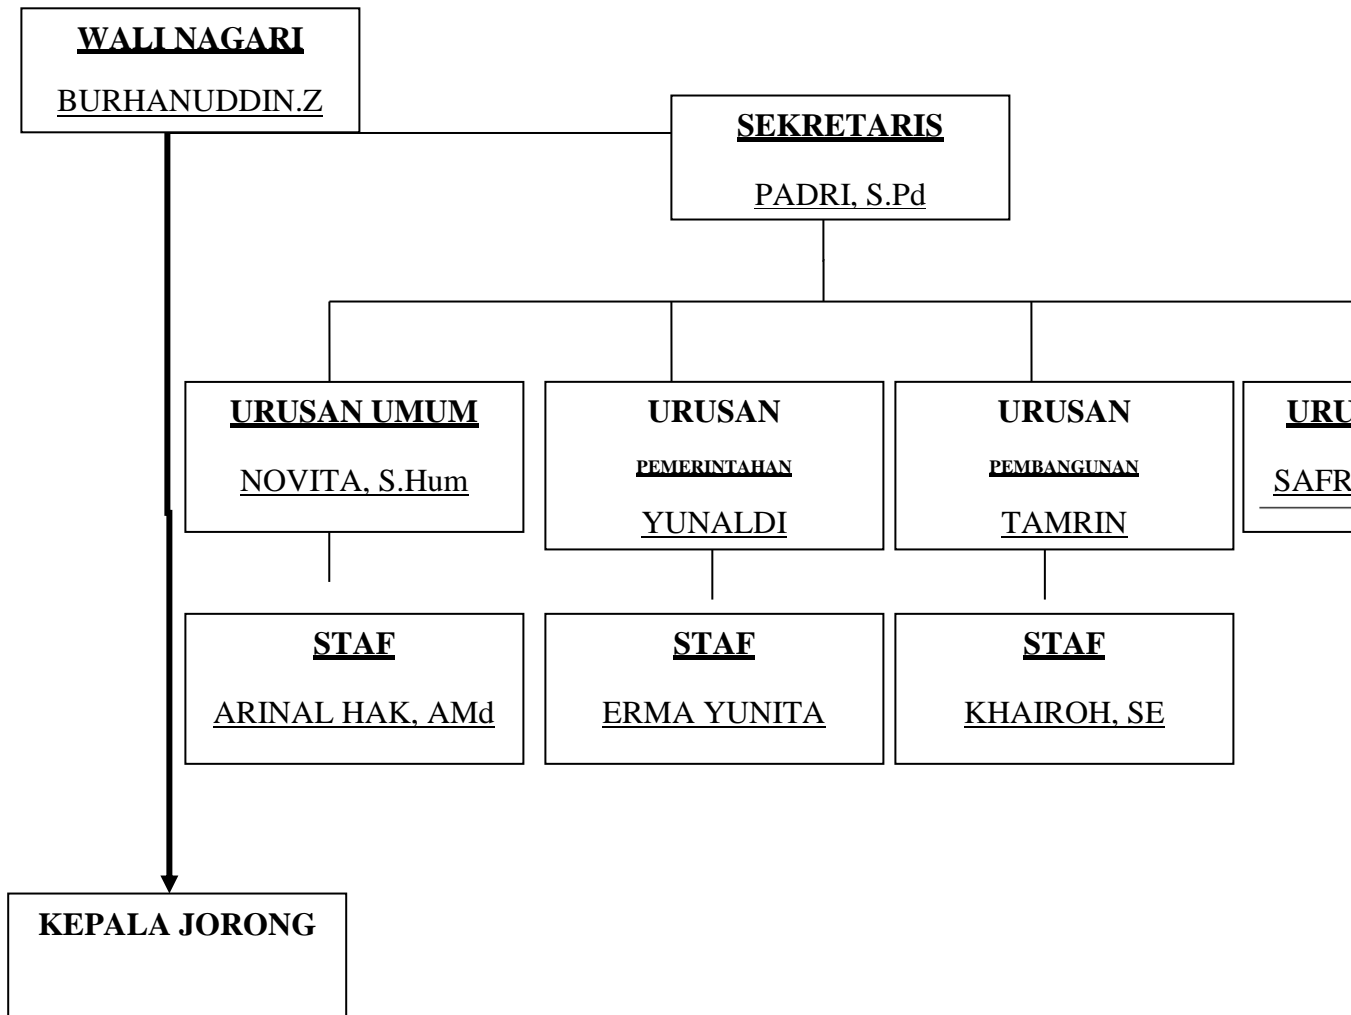 WALI NAGARI
BURHANUDDIN.Z
SEKRETARIS
PADRI, S.Pd
URUSAN UMUM
NOVITA, S.Hum
URUSAN
PEMERINTAHAN
YUNALDI
URUSAN
PEMBANGUNAN
TAMRIN
STAF
ARINAL HAK, AMd
STAF
ERMA YUNITA
STAF
KHAIROH, SE
KEPALA JORONG